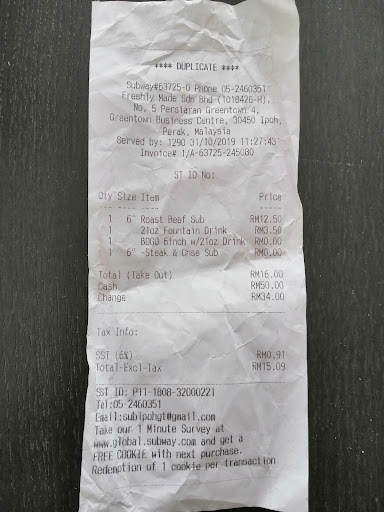 **** DUPLICATE ****
Subway#63725-0 Phone 05-2460351
Freshly Made Sdn Bhd (1018426-H),
No. 5 Persiaran Greentown 4,
Greentown Business Centre, 30450 Ipoh,
Perak, Malaysia
Served by: 1290 31/10/2019 11:27:43
Invoice# 1/A-63725-245080
ST ID No:
Qty Size Item Price
1 6" Roast Beef Sub RM12.50
1 21oz Fountain Drink RM3.50
1 BOGO 6inch w/21oz Drink RM0.00
1 6" -Steak & Chse Sub RM0.00
Total (Take Out) RM16.00
Cash RM50.00
Change RM34.00
Tax Info:
SST (6%) RM0.91
Total-Excl-Tax RM15.09
SST ID: P11-1808-32000221
Tel:05-2460351
Email:subipohgt@gmail.com
Take our 1 Minute Survey at
www.global.subway.com and get a
FREE COOKIE with next purchase.
Redemption of 1 cookie per transaction